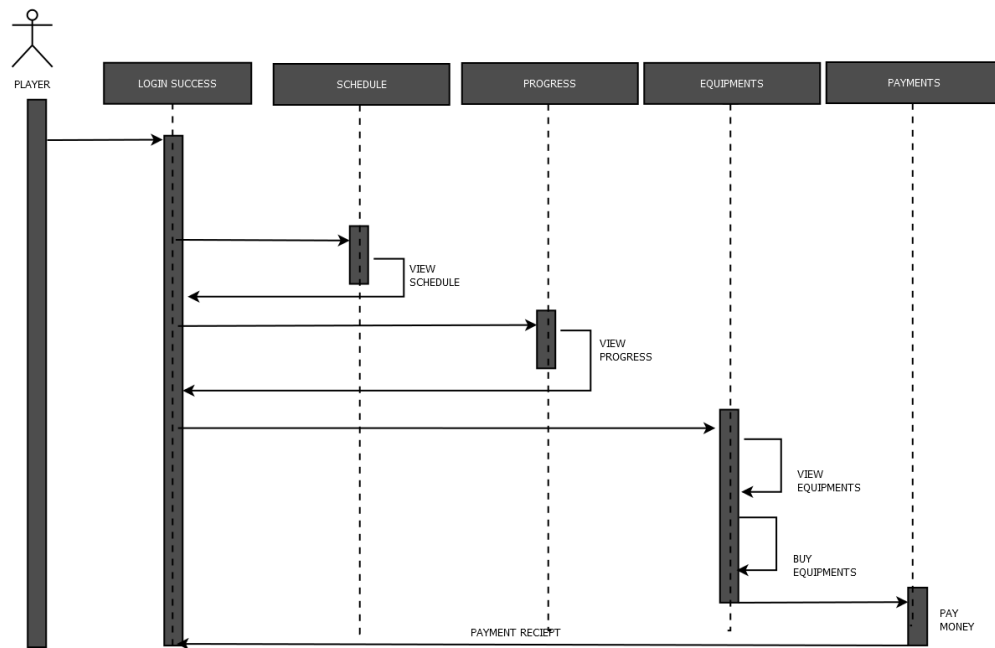 PLAYER
LOGIN SUCCESS
SCHEDULE
PROGRESS
EQUIPMENTS
PAYMENTS
VIEW
SCHEDULE
VIEW
PROGRESS
VIEW
EQUIPMENTS
BUY
EQUIPMENTS
PAY
MONEY
PAYMENT RECIEPT